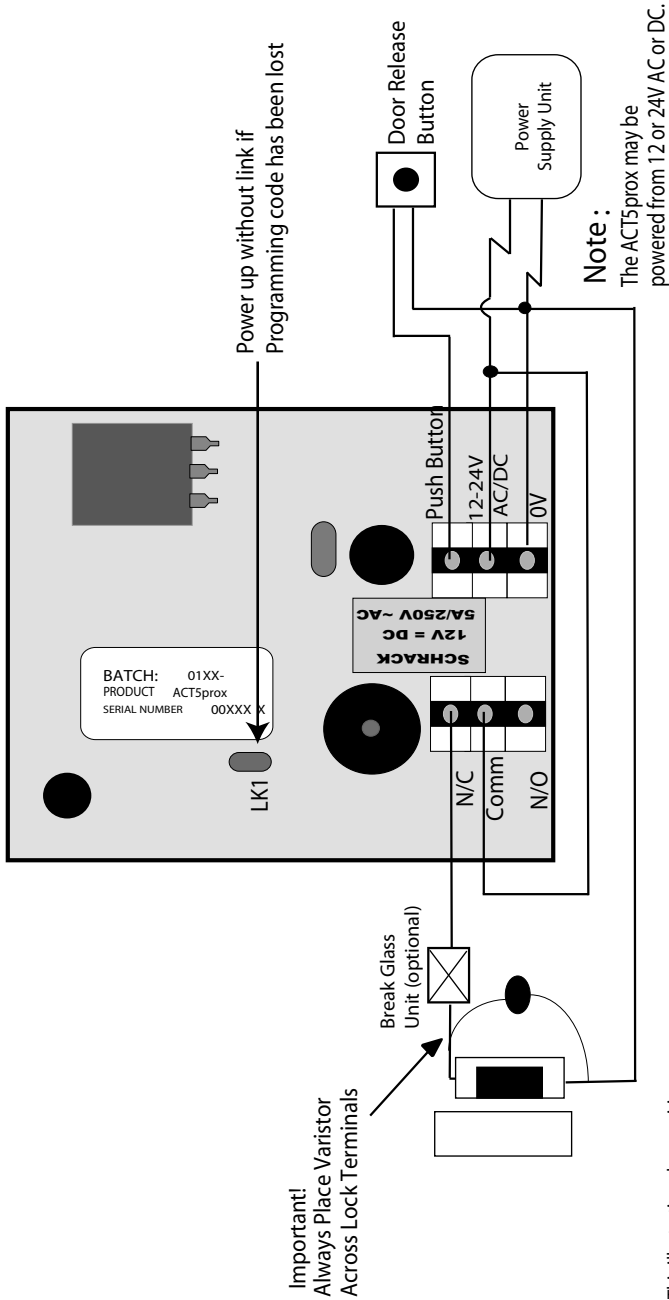 Important!
Always Place Varistor
Across Lock Terminals
Break Glass
Unit (optional)
N/C
Comm
N/O
LK1
BATCH: 01XX-
PRODUCT ACT5prox
SERIAL NUMBER 00XXX X
SCHRACK
12V = DC
5A/250V ~AC
Push Button
12-24V
AC/DC
0V
Power up without link if
Programming code has been lost
Door Release
Button
Power
Supply Unit
Note :
The ACT5prox may be
powered from 12 or 24V AC or DC.